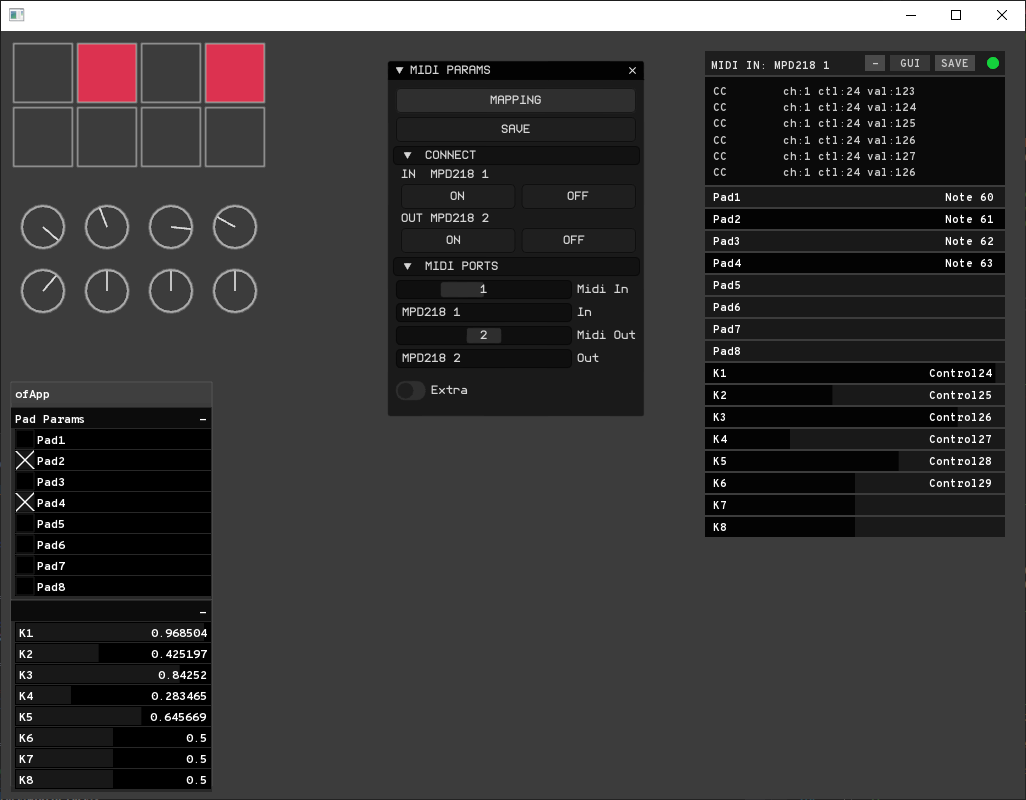 MIDI PARAMS
MAPPING
SAVE
CONNECT
IN MPD218 1
ON OFF
OUT MPD218 2
ON OFF
MIDI PORTS
1 Midi In
MPD218 1 In
2 Midi Out
MPD218 2 Out
Extra
MIDI IN: MPD218 1 - GUI SAVE
CC ch:1 ctl:24 val:123
CC ch:1 ctl:24 val:124
CC ch:1 ctl:24 val:125
CC ch:1 ctl:24 val:126
CC ch:1 ctl:24 val:127
CC ch:1 ctl:24 val:126
Pad1 Note 60
Pad2 Note 61
Pad3 Note 62
Pad4 Note 63
Pad5
Pad6
Pad7
Pad8
K1 Control24
K2 Control25
K3 Control26
K4 Control27
K5 Control28
K6 Control29
K7
K8
ofApp
Pad Params -
Pad1
Pad2
Pad3
Pad4
Pad5
Pad6
Pad7
Pad8
-
K1 0.968504
K2 0.425197
K3 0.84252
K4 0.283465
K5 0.645669
K6 0.5
K7 0.5
K8 0.5